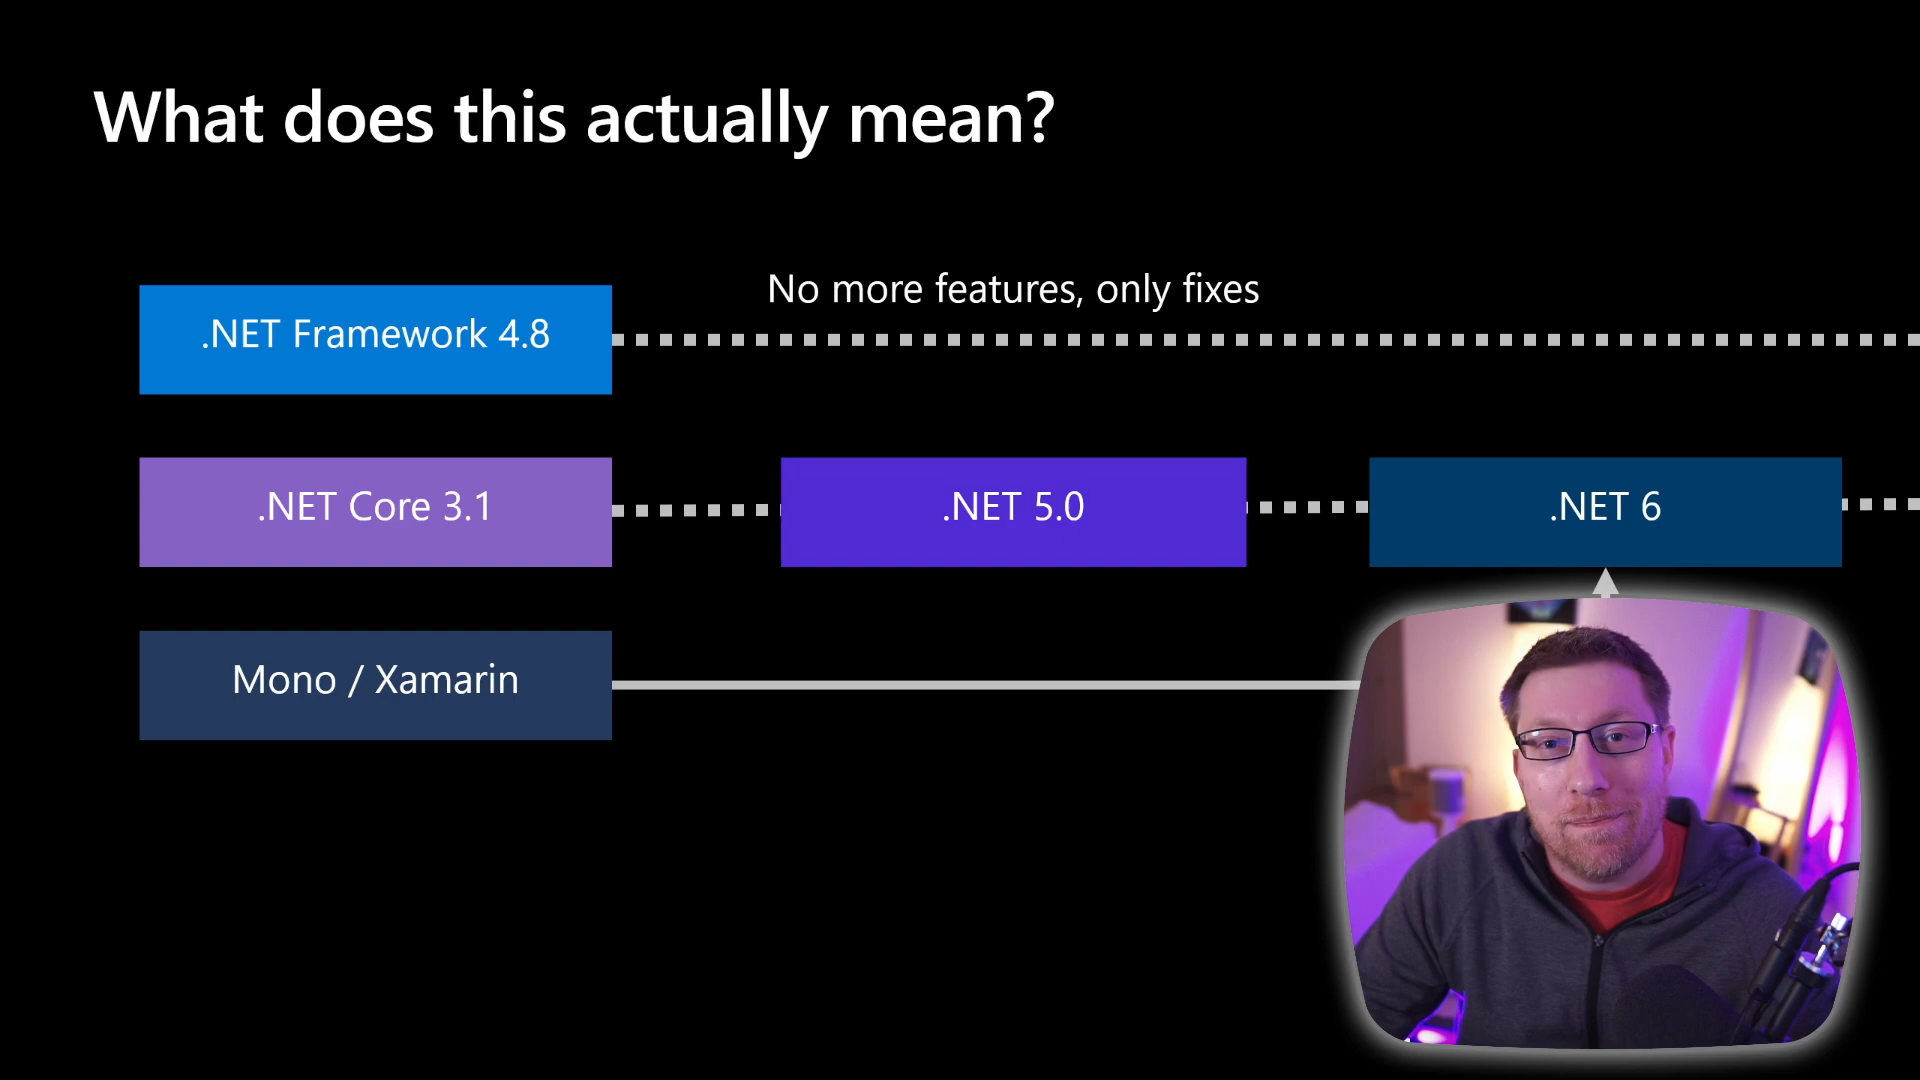 What does this actually mean?
No more features, only fixes
.NET Framework 4.8
.NET Core 3.1
.NET 5.0
.NET 6
Mono / Xamarin